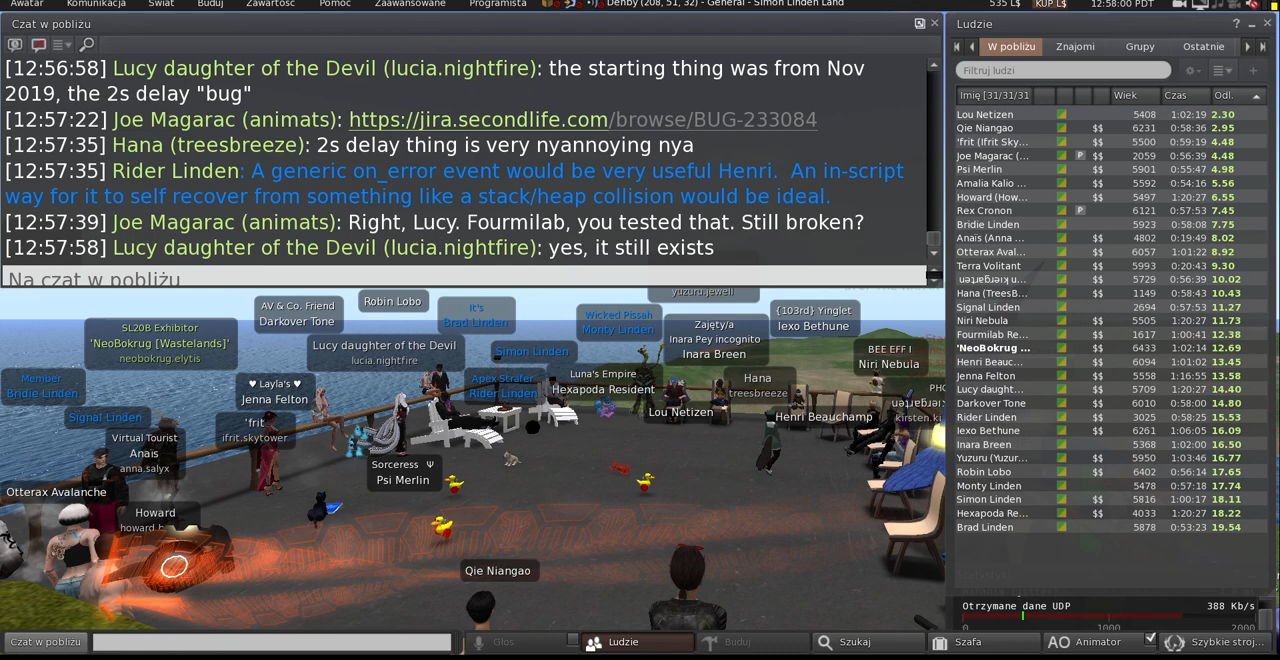 Awatar Komunikacja Świat Buduj Zawartość Pomoc Zaawansowane Programista Denby (208, 51, 32) - General - Simon Linden Land 535 L$ KUP L$ 12:58:00 PDT
Czat w pobliżu
[12:56:58] Lucy daughter of the Devil (lucia.nightfire): the starting thing was from Nov
2019, the 2s delay "bug"
[12:57:22] Joe Magarac (animats): https://jira.secondlife.com/browse/BUG-233084
[12:57:35] Hana (treesbreeze): 2s delay thing is very nyannoying nya
[12:57:35] Rider Linden: A generic on_error event would be very useful Henri.  An in-script
way for it to self recover from something like a stack/heap collision would be ideal.
[12:57:39] Joe Magarac (animats): Right, Lucy. Fourmilab, you tested that. Still broken?
[12:57:58] Lucy daughter of the Devil (lucia.nightfire): yes, it still exists
Na czat w pobliżu
yuzuru.jewell
AV & Co. Friend
Darkover Tone
Robin Lobo
It's
Brad Linden
Wicked Pissah
Monty Linden
{103rd} Yinglet
Iexo Bethune
SL20B Exhibitor
'NeoBokrug [Wastelands]'
neobokrug.elytis
Lucy daughter of the Devil
lucia.nightfire
Simon Linden
Zajęty/a
Inara Pey incognito
Inara Breen
BEE EFF !
Niri Nebula
Member
Bridie Linden
♥ Layla's ♥
Jenna Felton
Apex Strafer
Rider Linden
Luna's Empire
Hexapoda Resident
Hana
treesbreeze
Signal Linden
'frit
ifrit.skytower
Lou Netizen
Henri Beauchamp
Virtual Tourist
Anaïs
anna.salyx
Sorceress Ψ
Psi Merlin
Otterax Avalanche
Howard
Qie Niangao
Ludzie
W pobliżu Znajomi Grupy Ostatnie
Filtruj ludzi
Imię [31/31/31 Wiek Czas Odl.
Lou Netizen 5408 1:02:19 2.30
Qie Niangao $$ 6231 0:58:36 2.95
'frit (Ifrit Sky... $$ 5500 0:59:19 4.48
Joe Magarac (... P $$ 2059 0:56:39 4.48
Psi Merlin $$ 5901 0:55:47 4.98
Amalia Kalio ... $$ 5592 0:54:16 5.56
Howard (How... $$ 5497 1:27:20 6.55
Rex Cronon P 6121 0:57:53 7.45
Bridie Linden 5923 0:58:08 7.75
Anaïs (Anna ... $$ 4802 0:19:49 8.02
Otterax Aval... $$ 6057 1:01:22 8.92
Terra Volitant $$ 5993 0:20:43 9.30
$$ 5729 0:56:39 10.02
Hana (TreesB... $$ 1149 0:58:43 10.43
Signal Linden 2694 0:57:53 11.27
Niri Nebula $$ 5505 1:20:27 11.73
Fourmilab Re... $$ 1617 1:00:41 12.38
'NeoBokrug ... $$ 6433 1:02:14 12.69
Henri Beauc... $$ 6094 1:01:02 13.45
Jenna Felton $$ 5558 1:16:55 13.58
Lucy daught... $$ 5709 1:20:27 14.40
Darkover Tone $$ 6010 0:58:00 14.80
Rider Linden $$ 3025 0:58:25 15.53
Iexo Bethune $$ 6261 1:06:05 16.09
Inara Breen 5368 1:02:00 16.50
Yuzuru (Yuzur... $$ 5950 1:03:46 16.77
Robin Lobo $$ 6402 0:56:14 17.65
Monty Linden 5478 0:57:18 17.74
Simon Linden $$ 5816 1:00:17 18.11
Hexapoda Re... $$ 4033 1:20:27 18.22
Brad Linden 5878 0:53:23 19.54
Otrzymane dane UDP 388 Kb/s
0 1000 2000
Czat w pobliżu Głos Ludzie Buduj Szukaj Szafa AO Animator Szybkie stroj...